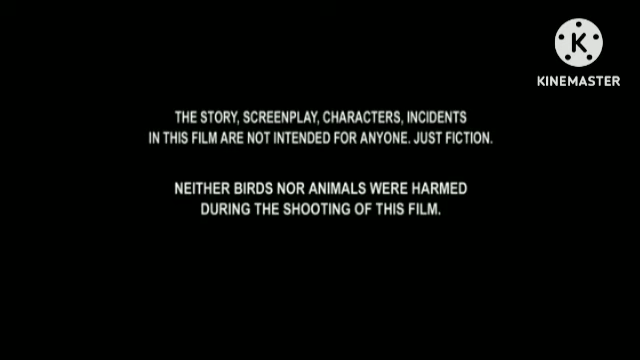 KINEMASTER
THE STORY, SCREENPLAY, CHARACTERS, INCIDENTS
IN THIS FILM ARE NOT INTENDED FOR ANYONE. JUST FICTION.
NEITHER BIRDS NOR ANIMALS WERE HARMED
DURING THE SHOOTING OF THIS FILM.